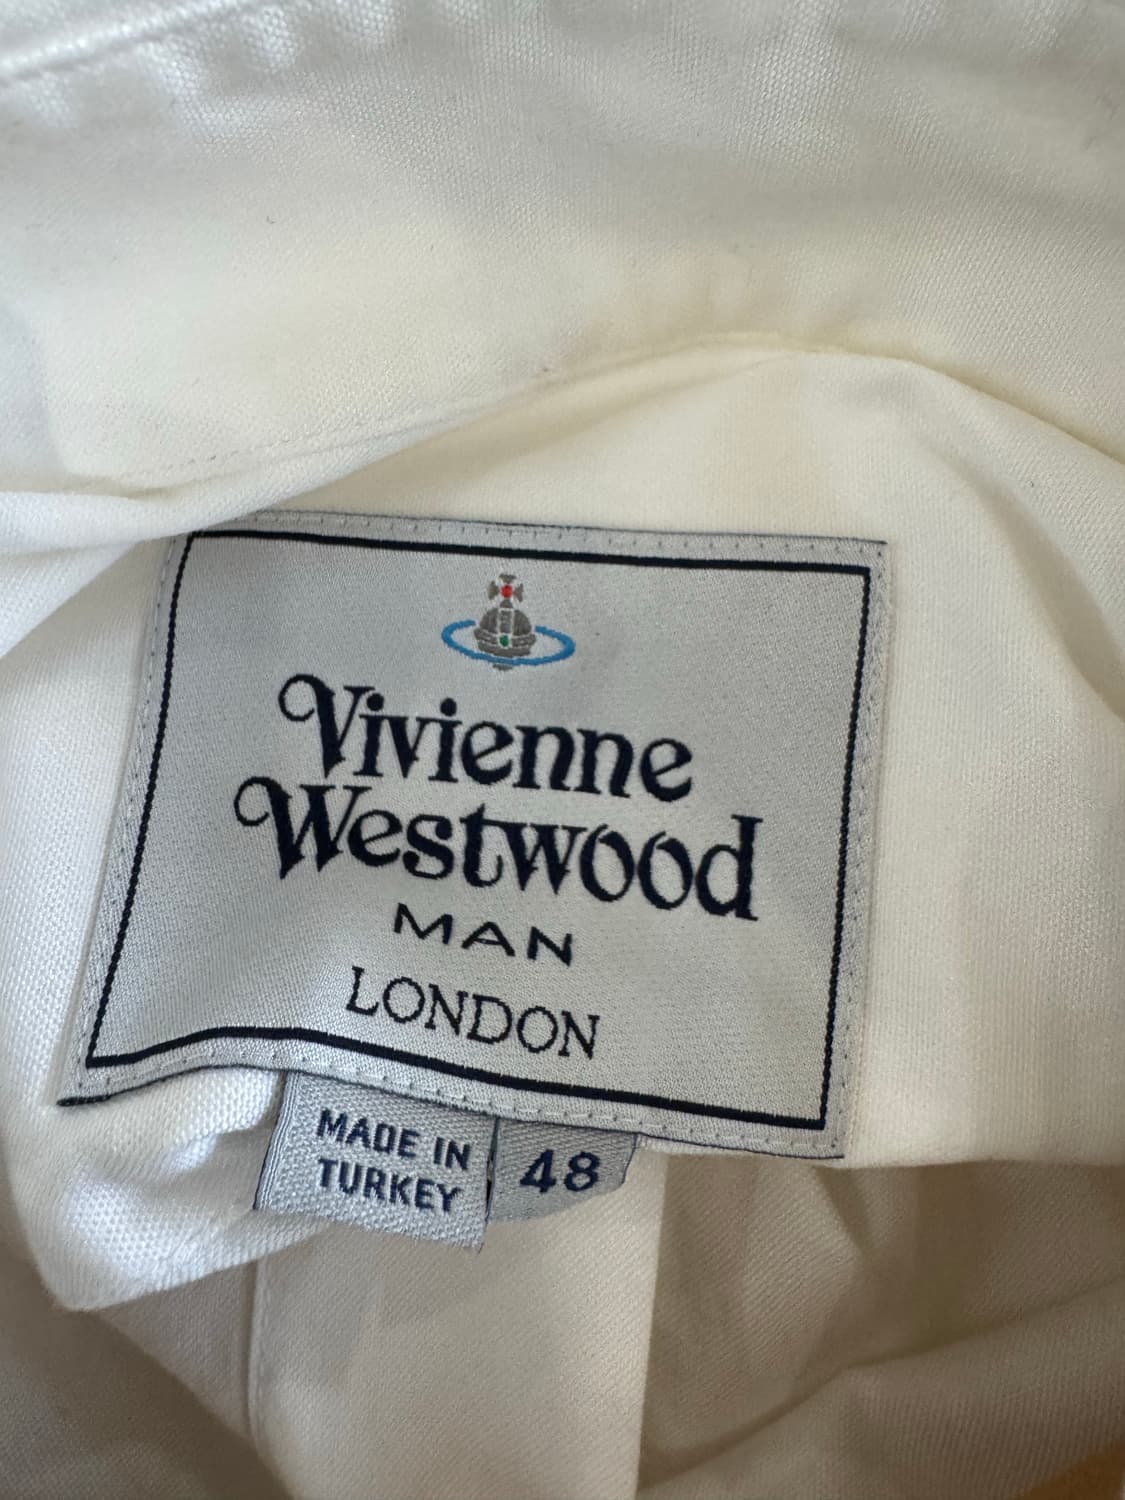 Vivienne
Westwood
MAN
LONDON
MADE IN
TURKEY
48